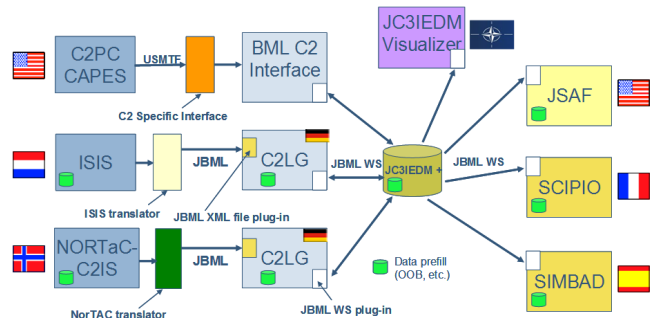 C2PC
CAPES
USMTF
BML C2
Interface
C2 Specific Interface
JC3IEDM
Visualizer
JSAF
ISIS
JBML
C2LG
JBML WS
JC3IEDM +
JBML WS
SCIPIO
ISIS translator
JBML XML file plug-in
NORTaC-
C2IS
JBML
C2LG
Data prefill
(OOB, etc.)
SIMBAD
NorTAC translator
JBML WS plug-in